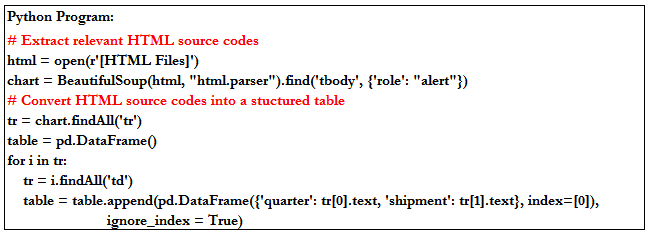 Python Program:
# Extract relevant HTML source codes
html = open(r'[HTML Files]')
chart = BeautifulSoup(html, "html.parser").find('tbody', {'role': "alert"})
# Convert HTML source codes into a stuctured table
tr = chart.findAll('tr')
table = pd.DataFrame()
for i in tr:
    tr = i.findAll('td')
    table = table.append(pd.DataFrame({'quarter': tr[0].text, 'shipment': tr[1].text}, index=[0]),
                    ignore_index = True)